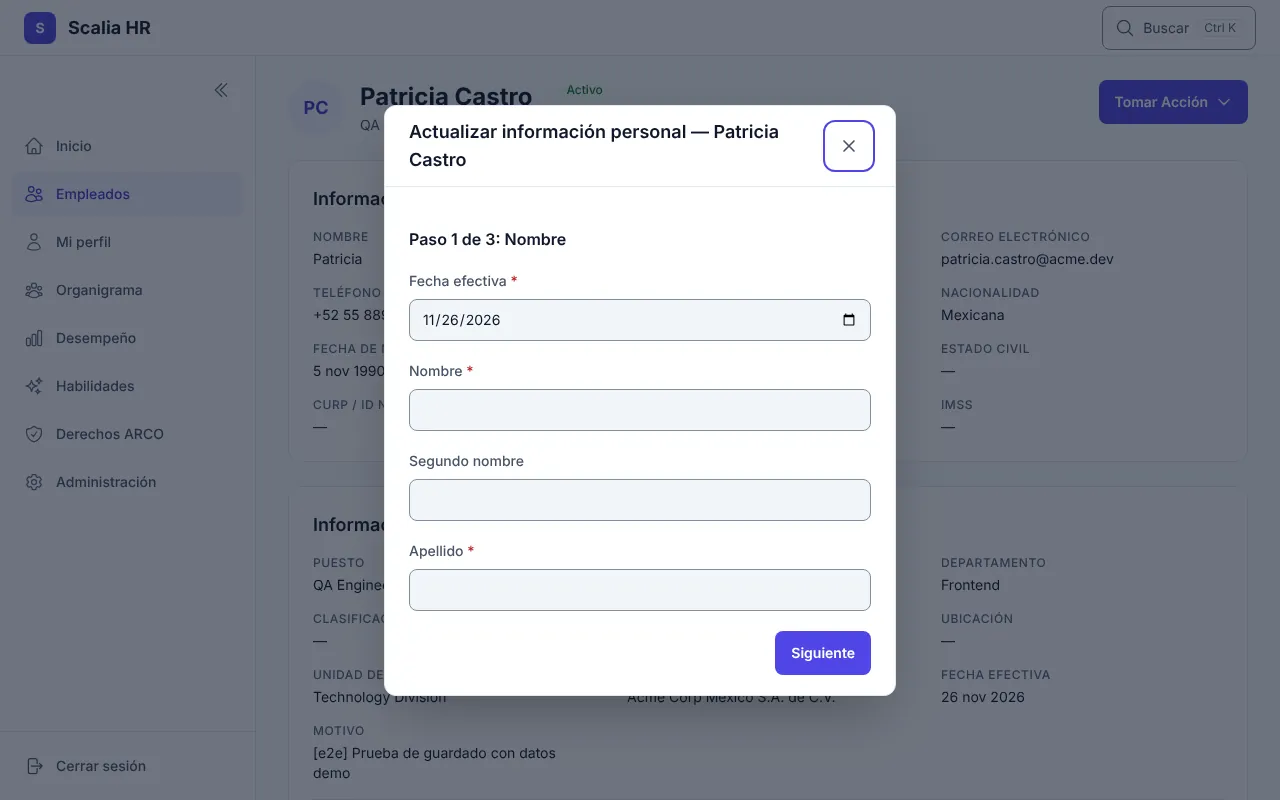 S Scalia HR
Buscar Ctrl K
Inicio
Empleados
Mi perfil
Organigrama
Desempeño
Habilidades
Derechos ARCO
Administración
Cerrar sesión
PC
Patricia Castro
Activo
QA
Tomar Acción
NOMBRE
Patricia
CORREO ELECTRÓNICO
patricia.castro@acme.dev
TELÉFONO
+52 55
NACIONALIDAD
Mexicana
FECHA DE
5 nov 1990
ESTADO CIVIL
—
CURP / ID
—
IMSS
—
PUESTO
QA
DEPARTAMENTO
Frontend
—
UBICACIÓN
—
UNIDAD DE
Technology Division
Acme Corp México S.A. de C.V.
FECHA EFECTIVA
26 nov 2026
MOTIVO
[e2e] Prueba de guardado con datos
demo
Actualizar información personal — Patricia
Castro
Paso 1 de 3: Nombre
Fecha efectiva *
11/26/2026
Nombre *
Segundo nombre
Apellido *
Siguiente